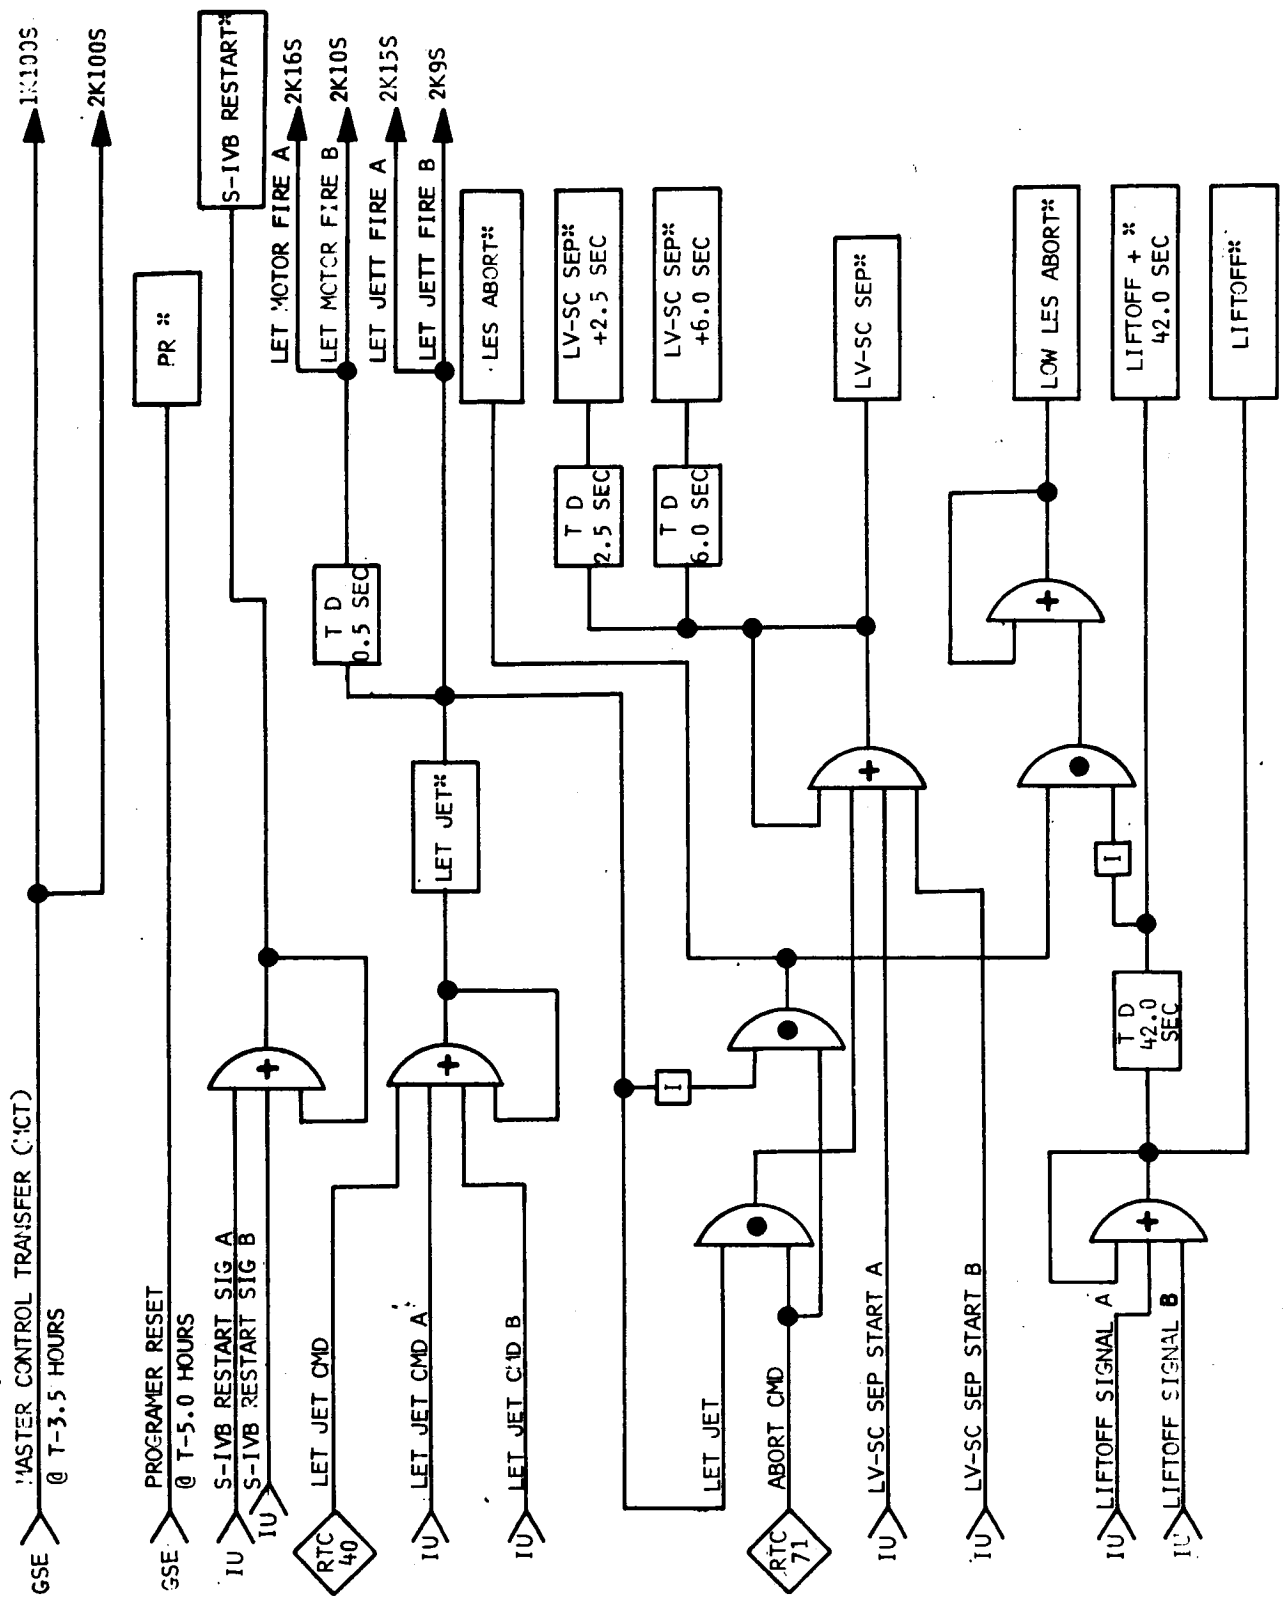 GSE
MASTER CONTROL TRANSFER (MCT)
@ T-3.5 HOURS
1K100S
2K100S
GSE
PROGRAMER RESET
@ T-5.0 HOURS
PR *
IU
S-IVB RESTART SIG A
IU
S-IVB RESTART SIG B
+
S-IVB RESTART*
RTC
40
LET JET CMD
IU
LET JET CMD A
IU
LET JET CMD B
+
LET JET*
T D
0.5 SEC
LET MOTOR FIRE A
2K16S
LET MOTOR FIRE B
2K10S
LET JETT FIRE A
2K15S
LET JETT FIRE B
2K9S
LES ABORT*
T D
2.5 SEC
LV-SC SEP*
+2.5 SEC
T D
6.0 SEC
LV-SC SEP*
+6.0 SEC
I
LET JET
RTC
71
ABORT CMD
IU
LV-SC SEP START A
IU
LV-SC SEP START B
+
LV-SC SEP*
I
+
LOW LES ABORT*
IU
LIFTOFF SIGNAL A
IU
LIFTOFF SIGNAL B
+
T D
42.0
SEC
LIFTOFF + *
42.0 SEC
LIFTOFF*